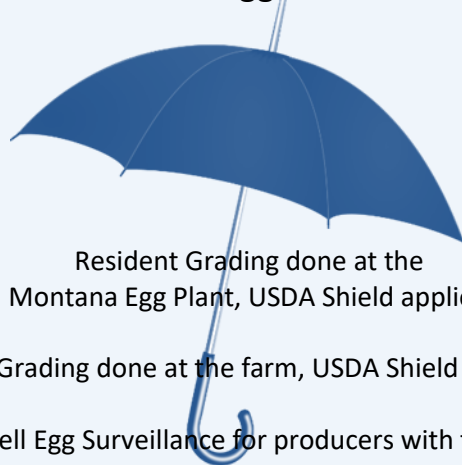 Resident Grading done at the
Montana Egg Plant, USDA Shield
Grading done at the farm, USDA Shield
Egg Surveillance for producers with